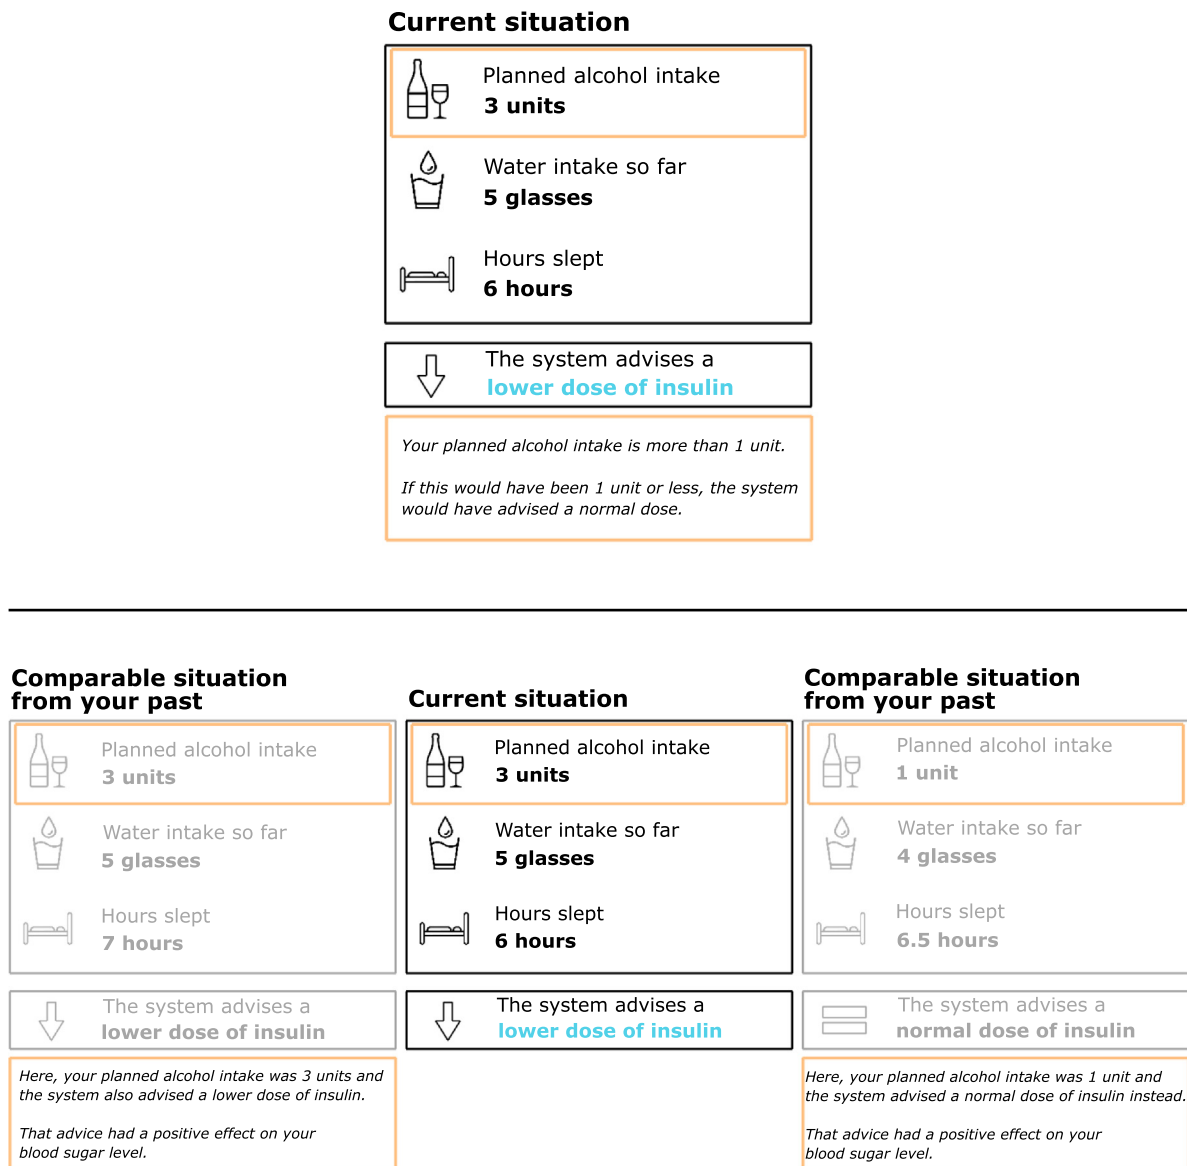 Current situation
Planned alcohol intake
3 units
Water intake so far
5 glasses
Hours slept
6 hours
The system advises a
lower dose of insulin
Your planned alcohol intake is more than 1 unit.
If this would have been 1 unit or less, the system
would have advised a normal dose.
Comparable situation
from your past
Planned alcohol intake
3 units
Water intake so far
5 glasses
Hours slept
7 hours
The system advises a
lower dose of insulin
Here, your planned alcohol intake was 3 units and
the system also advised a lower dose of insulin.
That advice had a positive effect on your
blood sugar level.
Current situation
Planned alcohol intake
3 units
Water intake so far
5 glasses
Hours slept
6 hours
The system advises a
lower dose of insulin
Comparable situation
from your past
Planned alcohol intake
1 unit
Water intake so far
4 glasses
Hours slept
6.5 hours
The system advises a
normal dose of insulin
Here, your planned alcohol intake was 1 unit and
the system advised a normal dose of insulin instead.
That advice had a positive effect on your
blood sugar level.